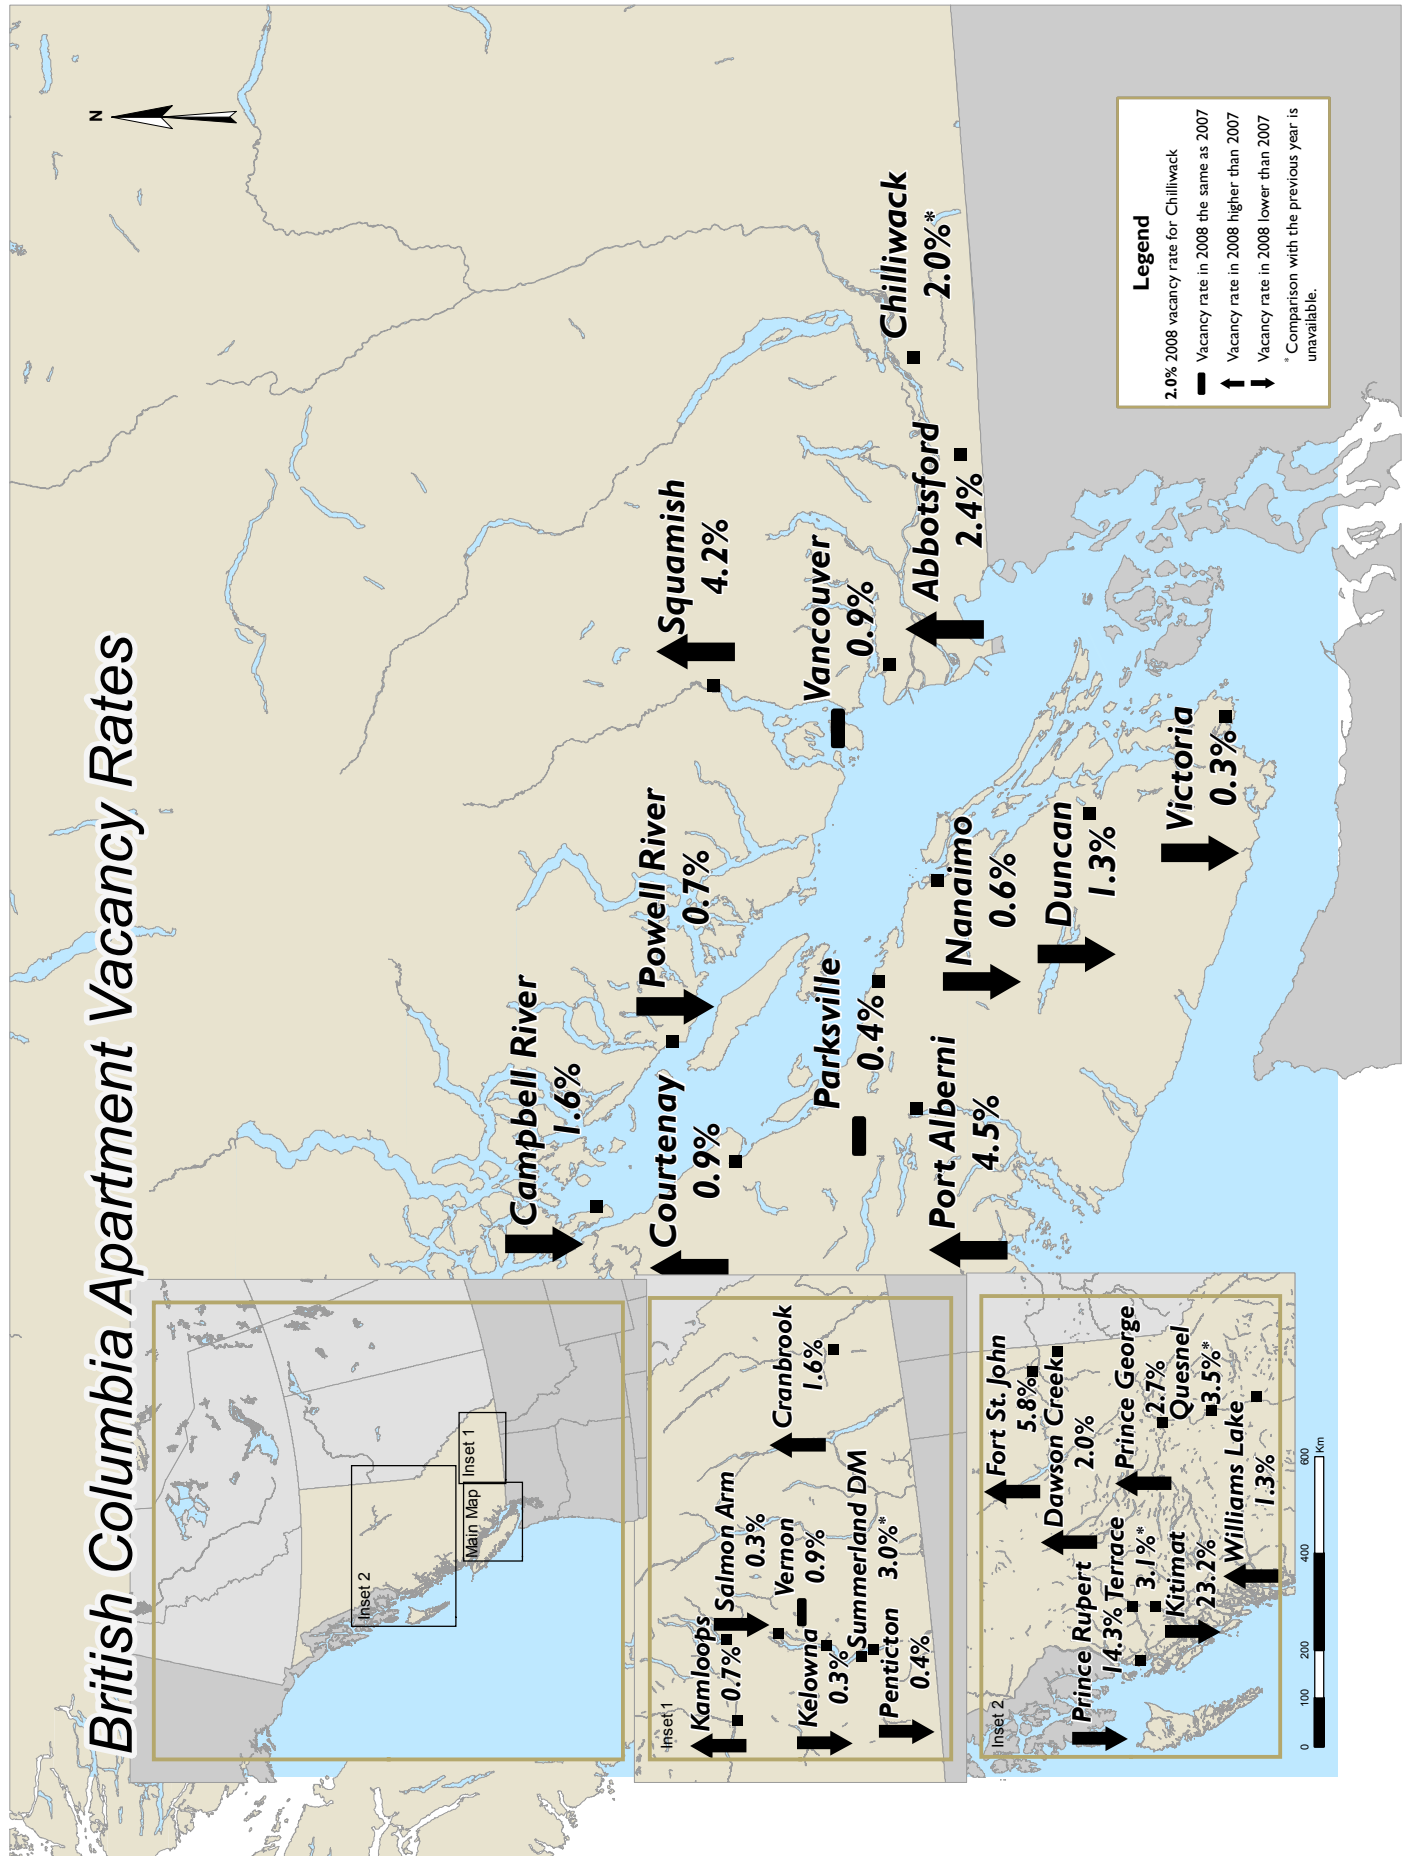 British Columbia Apartment Vacancy Rates
N
Campbell River
1.6%
Courtenay
0.9%
Powell River
0.7%
Squamish
4.2%
Vancouver
0.9%
Parksville
0.4%
Port Alberni
4.5%
Nanaimo
0.6%
Duncan
1.3%
Victoria
0.3%
Abbotsford
2.4%
Chilliwack
2.0%*
Legend
2.0% 2008 vacancy rate for Chilliwack
Vacancy rate in 2008 the same as 2007
Vacancy rate in 2008 higher than 2007
Vacancy rate in 2008 lower than 2007
* Comparison with the previous year is
unavailable.
Inset 2
Main Map
Inset 1
Inset 1
Kamloops
0.7%
Salmon Arm
0.3%
Vernon
0.9%
Cranbrook
1.6%
Kelowna
0.3%
Summerland DM
3.0%*
Penticton
0.4%
Inset 2
Fort St. John
5.8%
Dawson Creek
2.0%
Prince Rupert
14.3%
Terrace
3.1%*
Prince George
2.7%
Kitimat
23.2%
Quesnel
3.5%*
Williams Lake
1.3%
0 100 200 400 600
Km